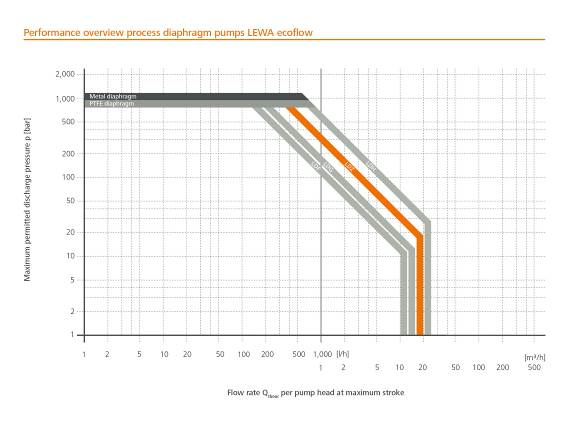 Performance overview process diaphragm pumps LEWA ecoflow
Maximum permitted discharge pressure p [bar]
2,000
1,000
500
200
100
50
20
10
5
2
1
Metal diaphragm
PTFE diaphragm
1 2 5 10 20 50 100 200 500 1,000 [l/h]
1 2 5 10 20 50 100 200 500 [m³/h]
Flow rate Qtheor. per pump head at maximum stroke